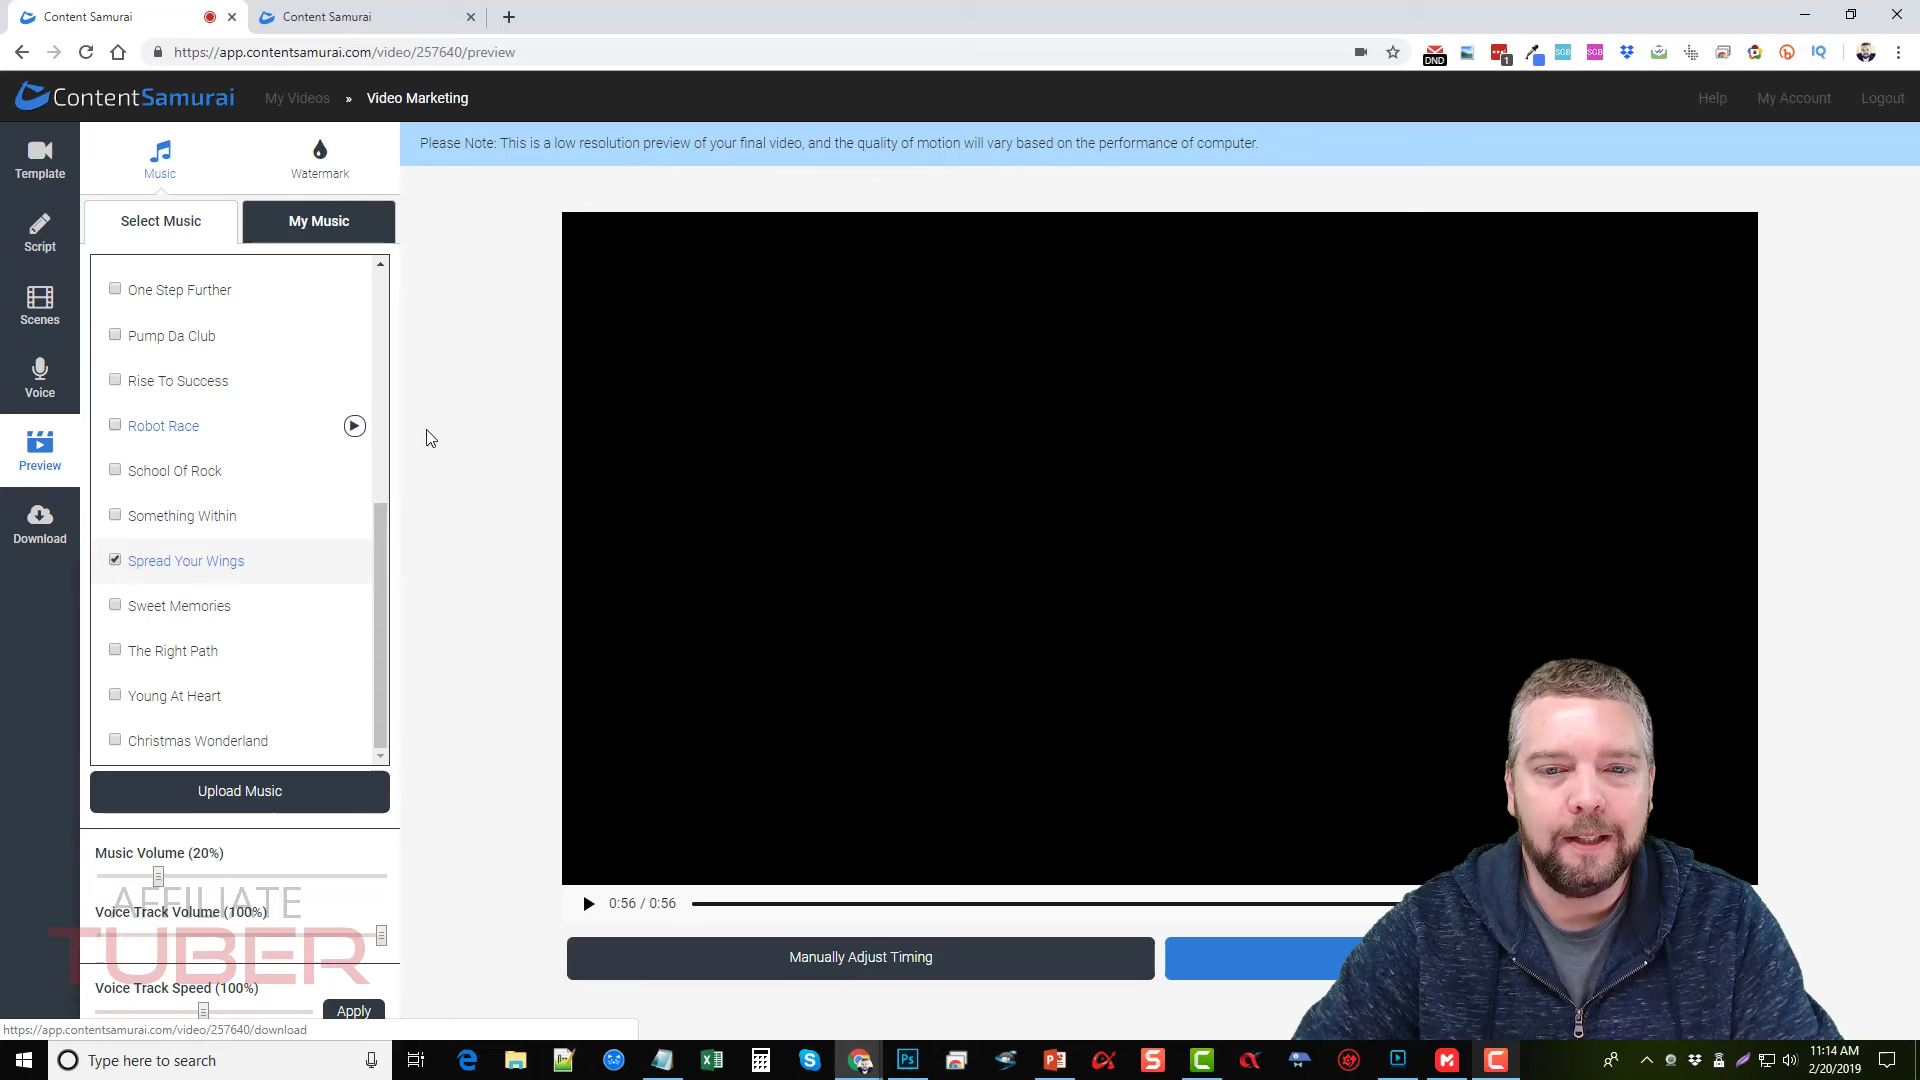 Content Samurai
Content Samurai
https://app.contentsamurai.com/video/257640/preview
DND
1
SGB
SGB
IQ
ContentSamurai
My Videos » Video Marketing
Help
My Account
Logout
Template
Script
Scenes
Voice
Preview
Download
Music
Watermark
Select Music
My Music
One Step Further
Pump Da Club
Rise To Success
Robot Race
School Of Rock
Something Within
Spread Your Wings
Sweet Memories
The Right Path
Young At Heart
Christmas Wonderland
Upload Music
Music Volume (20%)
AFFILIATE
Voice Track Volume (100%)
TUBER
Voice Track Speed (100%)
Apply
Please Note: This is a low resolution preview of your final video, and the quality of motion will vary based on the performance of computer.
0:56 / 0:56
Manually Adjust Timing
https://app.contentsamurai.com/video/257640/download
Type here to search
11:14 AM
2/20/2019